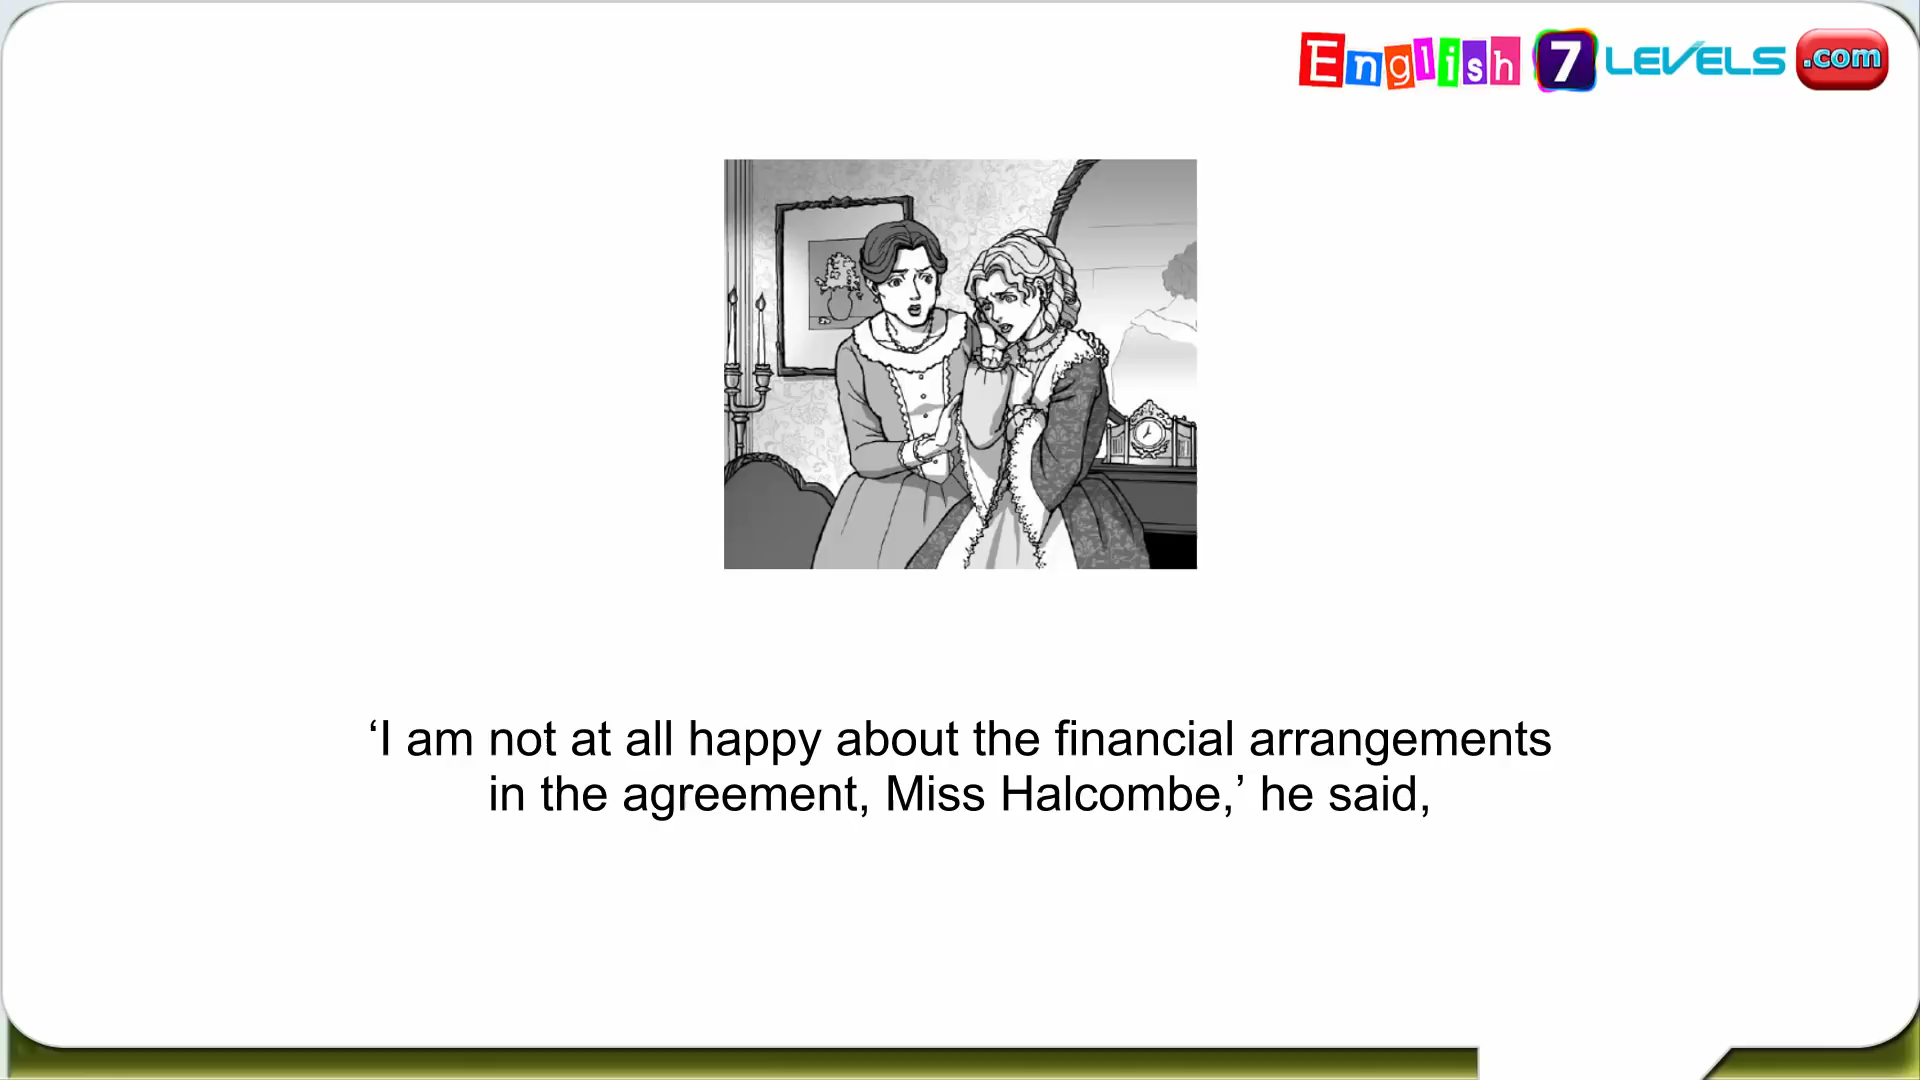 English 7 LEVELS .com
‘I am not at all happy about the financial arrangements
in the agreement, Miss Halcombe,’ he said,